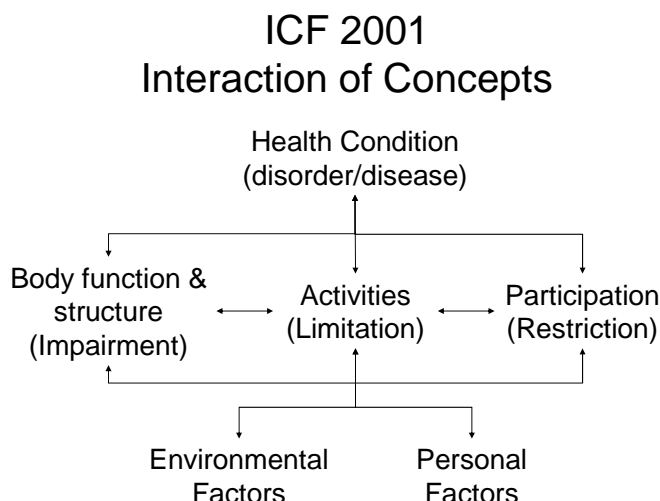 ICF 2001
Interaction of Concepts
Health Condition
(disorder/disease)
Body function &
structure
(Impairment)
Activities
(Limitation)
Participation
(Restriction)
Environmental
Factors
Personal
Factors